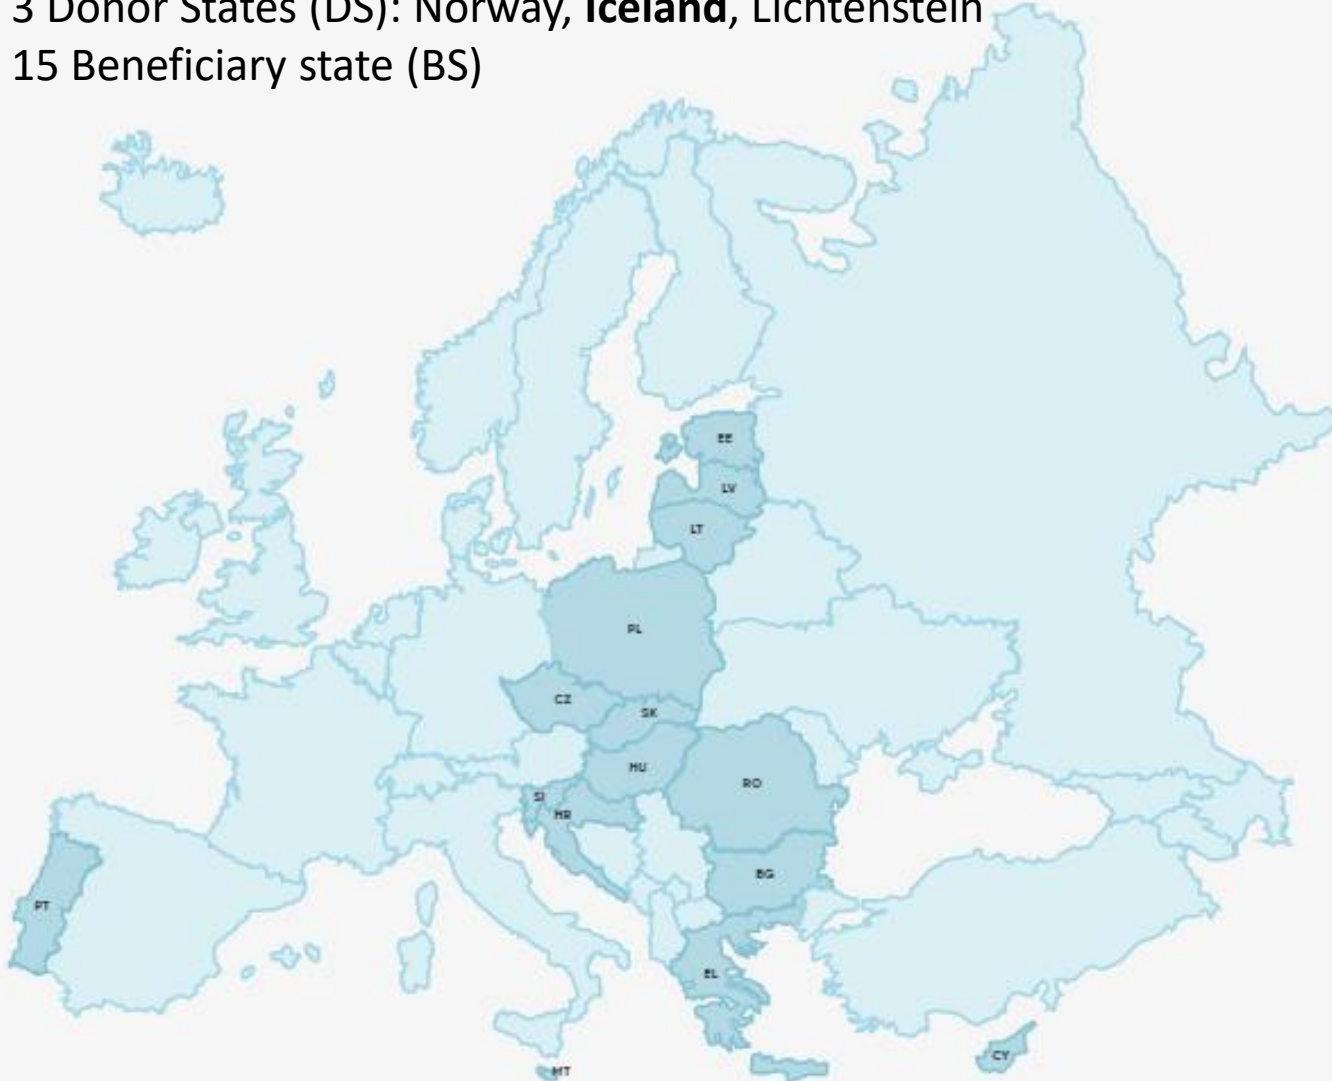 3 Donor States (DS): Norway, Iceland, Lichtenstein
15 Beneficiary state (BS)
EE
LV
LT
PL
CZ
SK
HU
RO
SI
HR
BG
PT
EL
CY
MT